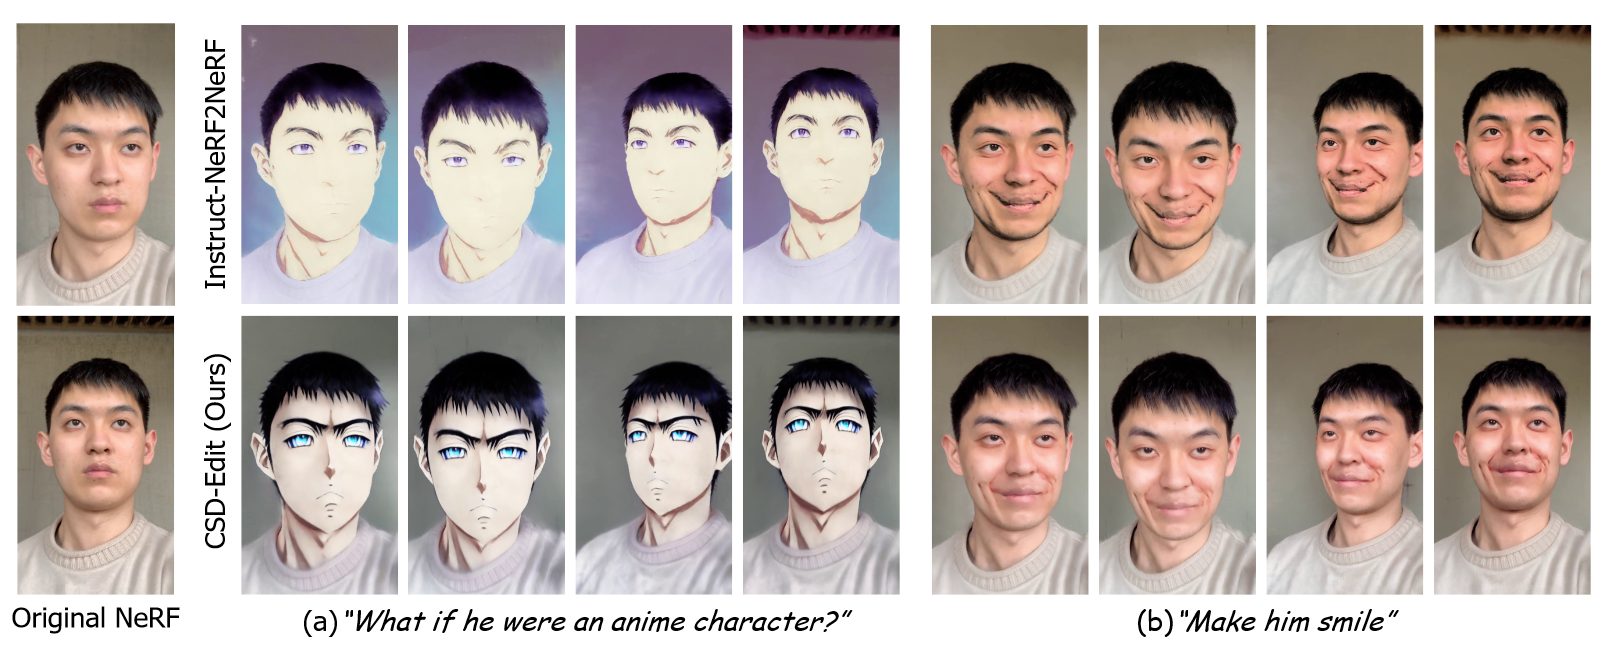 Instruct-NeRF2NeRF
CSD-Edit (Ours)
Original NeRF
(a) "What if he were an anime character?"
(b) "Make him smile"